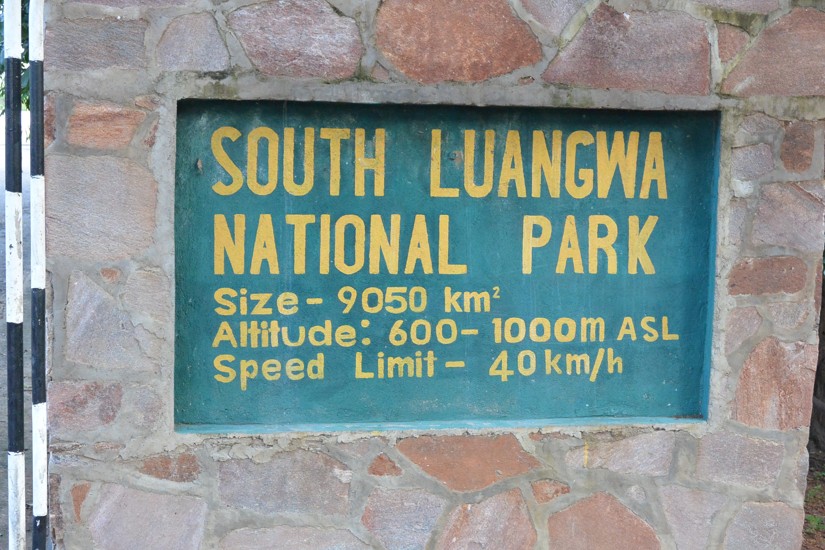 SOUTH LUANGWA
NATIONAL PARK
Size - 9050 km²
Altitude: 600 - 1000m ASL
Speed Limit - 40km/h